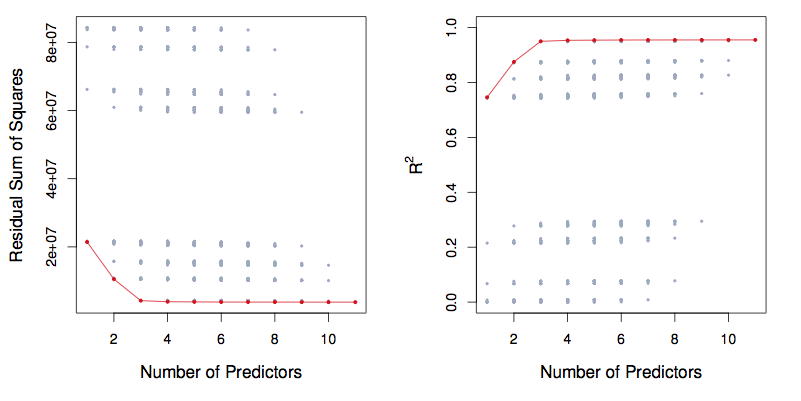 Residual Sum of Squares
8e+07
6e+07
4e+07
2e+07
2 4 6 8 10
Number of Predictors
R²
1.0
0.8
0.6
0.4
0.2
0.0
2 4 6 8 10
Number of Predictors